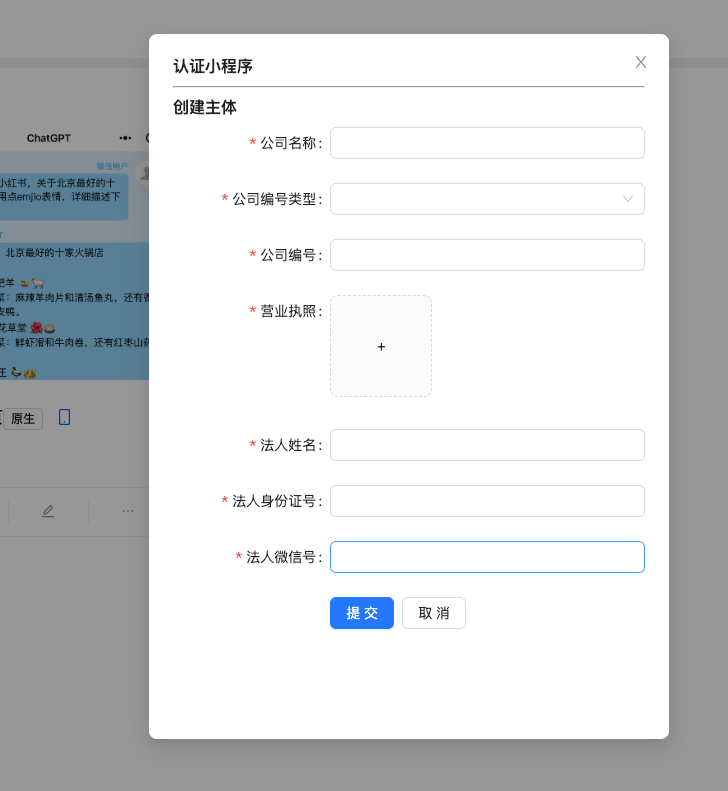 认证小程序
创建主体
* 公司名称:
* 公司编号类型:
* 公司编号:
* 营业执照:
+
* 法人姓名:
* 法人身份证号:
* 法人微信号:
提 交
取 消
ChatGPT
微信用户
小红书，关于北京最好的十
用点emjio表情，详细描述下
北京最好的十家火锅店
肥羊
菜：麻辣羊肉片和清汤鱼丸，还有香
皮鸭。
花草堂
菜：鲜虾滑和牛肉卷，还有红枣山药
王
原生